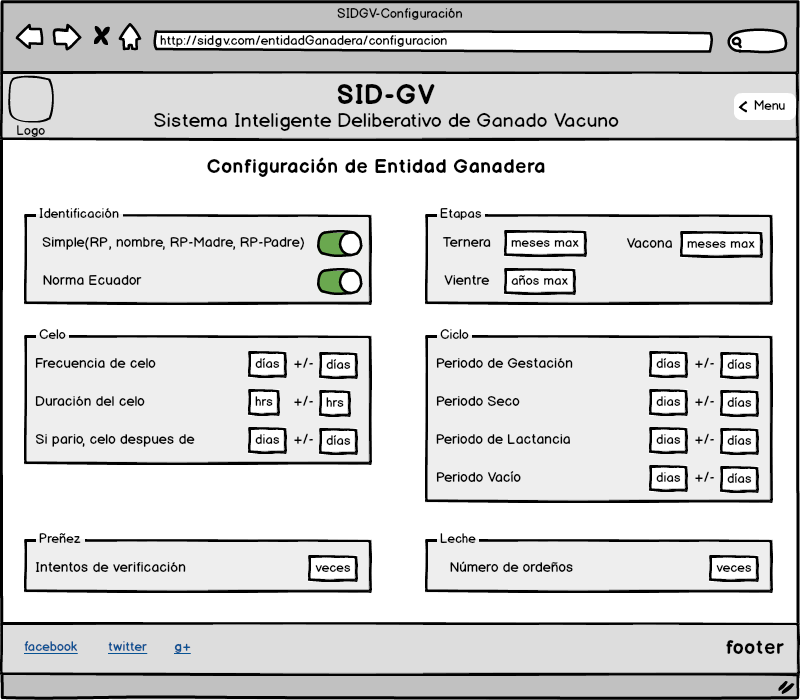 SIDGV-Configuración
http://sidgv.com/entidadGanadera/configuracion
SID-GV
Sistema Inteligente Deliberativo de Ganado Vacuno
Logo
Menu
Configuración de Entidad Ganadera
Identificación
Simple(RP, nombre, RP-Madre, RP-Padre)
Norma Ecuador
Etapas
Ternera meses max Vacona meses max
Vientre años max
Celo
Frecuencia de celo días +/- días
Duración del celo hrs +/- hrs
Si pario, celo despues de dias +/- días
Ciclo
Periodo de Gestación días +/- días
Periodo Seco dias +/- días
Periodo de Lactancia dias +/- días
Periodo Vacío dias +/- días
Preñez
Intentos de verificación veces
Leche
Número de ordeños veces
facebook twitter g+ footer